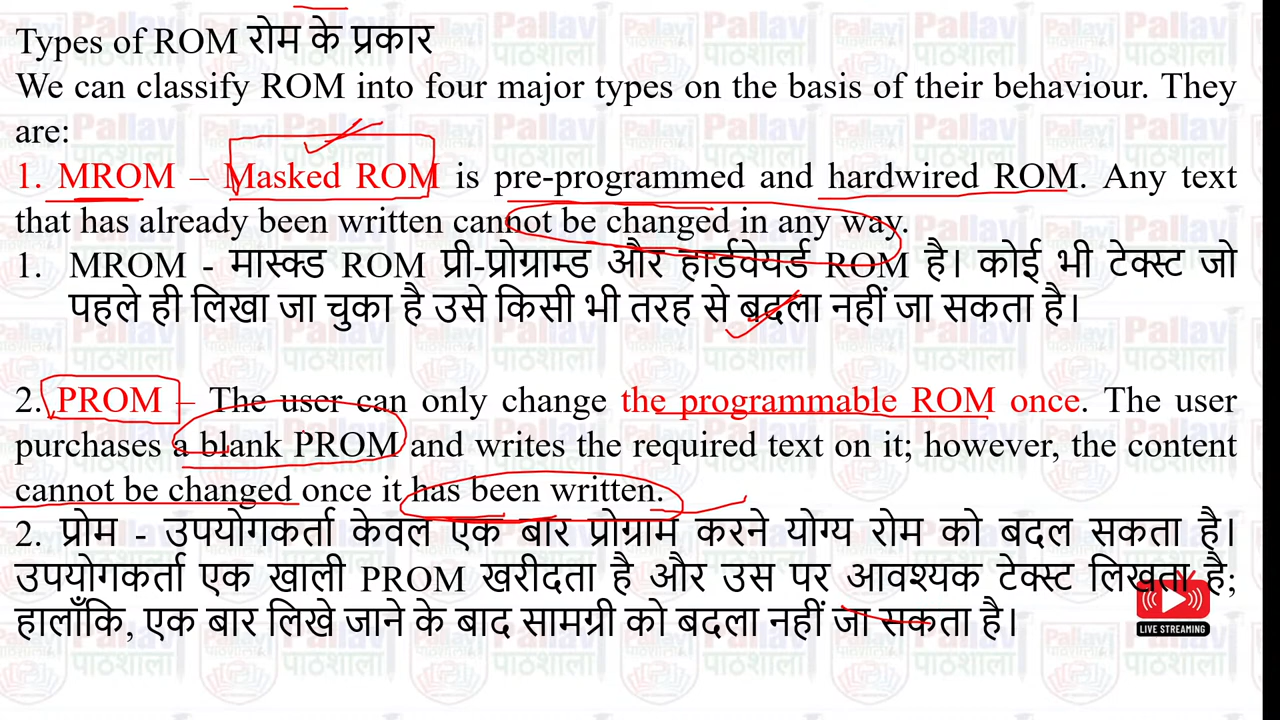 Types of ROM रोम के प्रकार
We can classify ROM into four major types on the basis of their behaviour. They
are:
1. MROM – Masked ROM is pre-programmed and hardwired ROM. Any text
that has already been written cannot be changed in any way.
1. MROM - मास्क्ड ROM प्री-प्रोग्राम्ड और हार्डवेयर्ड ROM है। कोई भी टेक्स्ट जो
पहले ही लिखा जा चुका है उसे किसी भी तरह से बदला नहीं जा सकता है।
2. PROM – The user can only change the programmable ROM once. The user
purchases a blank PROM and writes the required text on it; however, the content
cannot be changed once it has been written.
2. प्रोम - उपयोगकर्ता केवल एक बार प्रोग्राम करने योग्य रोम को बदल सकता है।
उपयोगकर्ता एक खाली PROM खरीदता है और उस पर आवश्यक टेक्स्ट लिखता है;
हालाँकि, एक बार लिखे जाने के बाद सामग्री को बदला नहीं जा सकता है।
LIVE STREAMING